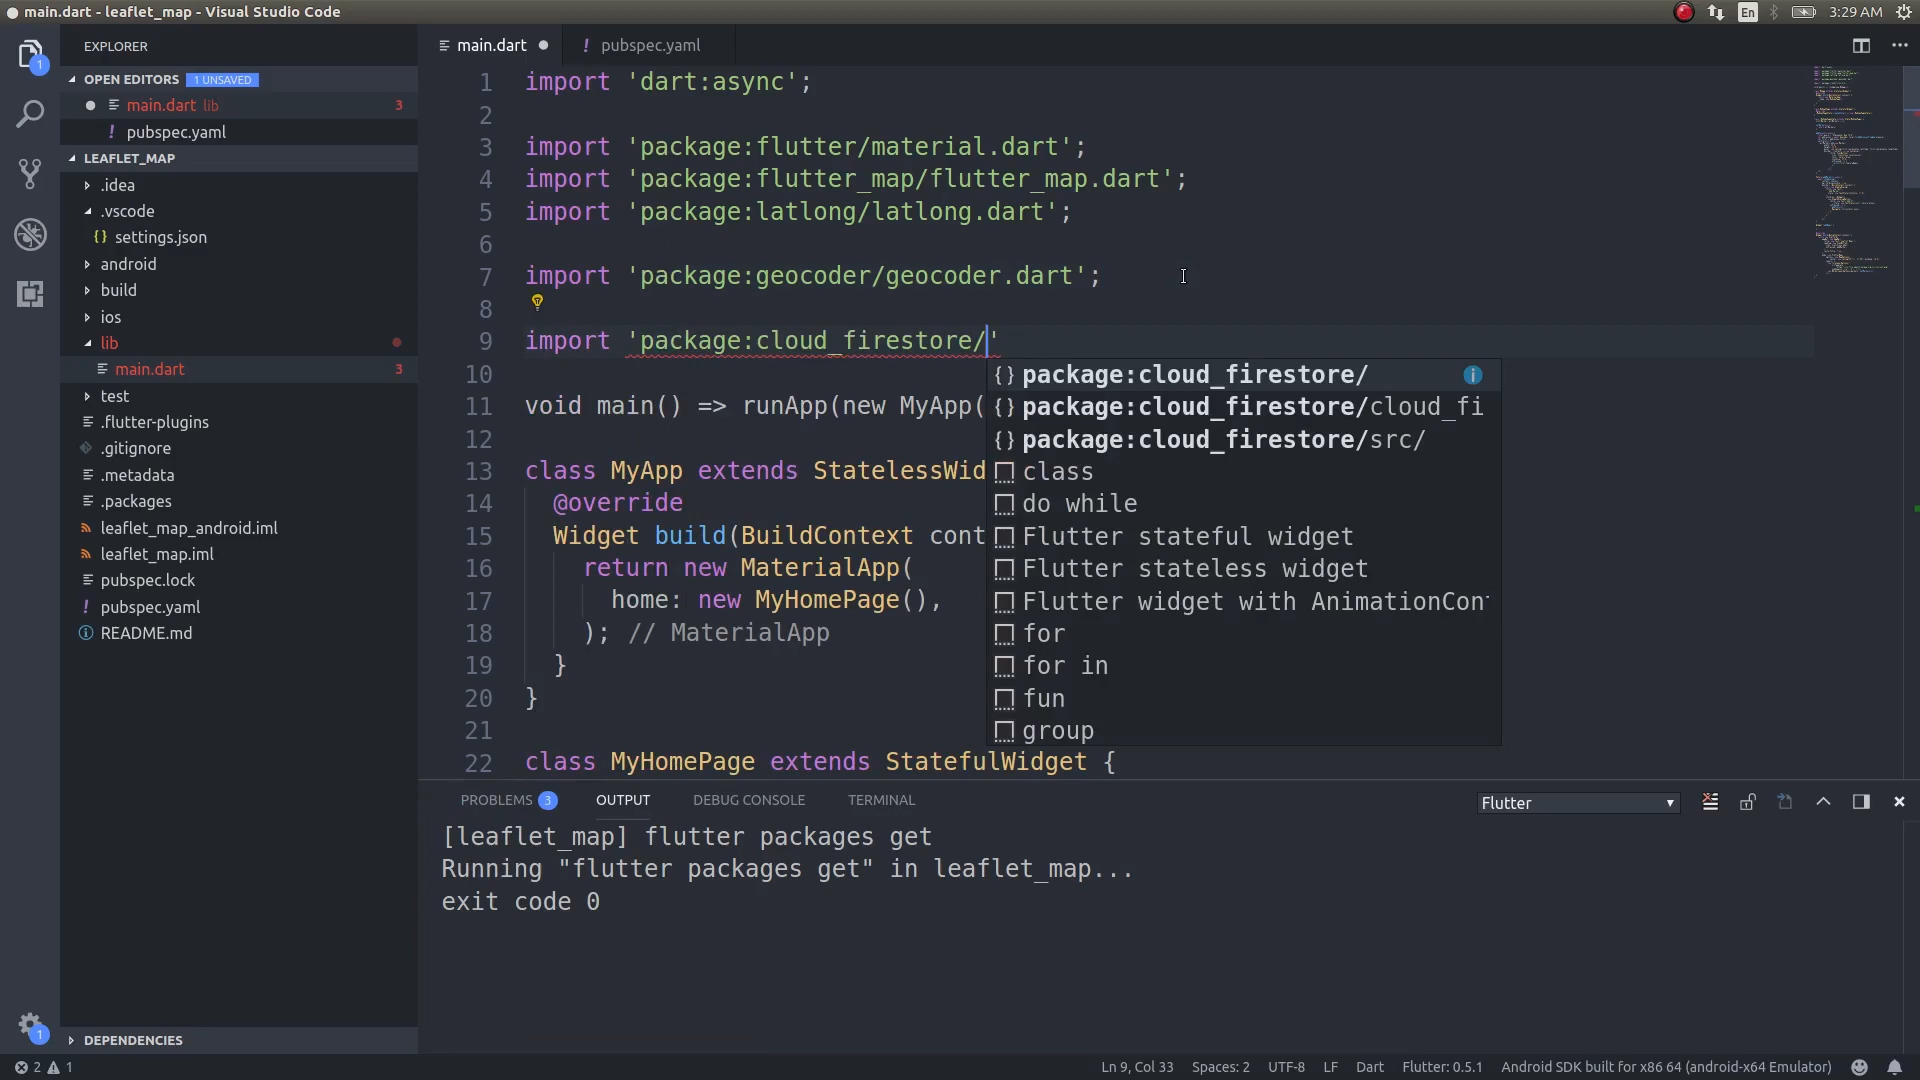 main.dart - leaflet_map - Visual Studio Code
En
3:29 AM
EXPLORER
1
OPEN EDITORS 1 UNSAVED
main.dart lib 3
pubspec.yaml
LEAFLET_MAP
.idea
.vscode
settings.json
android
build
ios
lib
main.dart 3
test
.flutter-plugins
.gitignore
.metadata
.packages
leaflet_map_android.iml
leaflet_map.iml
pubspec.lock
pubspec.yaml
README.md
DEPENDENCIES
1
main.dart
pubspec.yaml
1 import 'dart:async';
2
3 import 'package:flutter/material.dart';
4 import 'package:flutter_map/flutter_map.dart';
5 import 'package:latlong/latlong.dart';
6
7 import 'package:geocoder/geocoder.dart';
8
9 import 'package:cloud_firestore/'
10
11 void main() => runApp(new MyApp(
12
13 class MyApp extends StatelessWid
14 @override
15 Widget build(BuildContext cont
16 return new MaterialApp(
17 home: new MyHomePage(),
18 ); // MaterialApp
19 }
20 }
21
22 class MyHomePage extends StatefulWidget {
{} package:cloud_firestore/
{} package:cloud_firestore/cloud_fi
{} package:cloud_firestore/src/
class
do while
Flutter stateful widget
Flutter stateless widget
Flutter widget with AnimationCon
for
for in
fun
group
PROBLEMS 3
OUTPUT
DEBUG CONSOLE
TERMINAL
Flutter
[leaflet_map] flutter packages get
Running "flutter packages get" in leaflet_map...
exit code 0
2 1
Ln 9, Col 33
Spaces: 2
UTF-8
LF
Dart
Flutter: 0.5.1
Android SDK built for x86 64 (android-x64 Emulator)